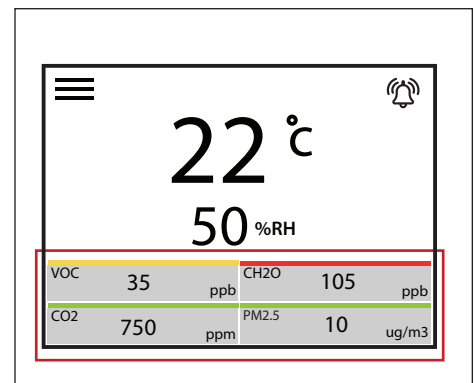 22 °C
50 %RH
VOC 35 ppb
CH2O 105 ppb
CO2 750 ppm
PM2.5 10 ug/m3